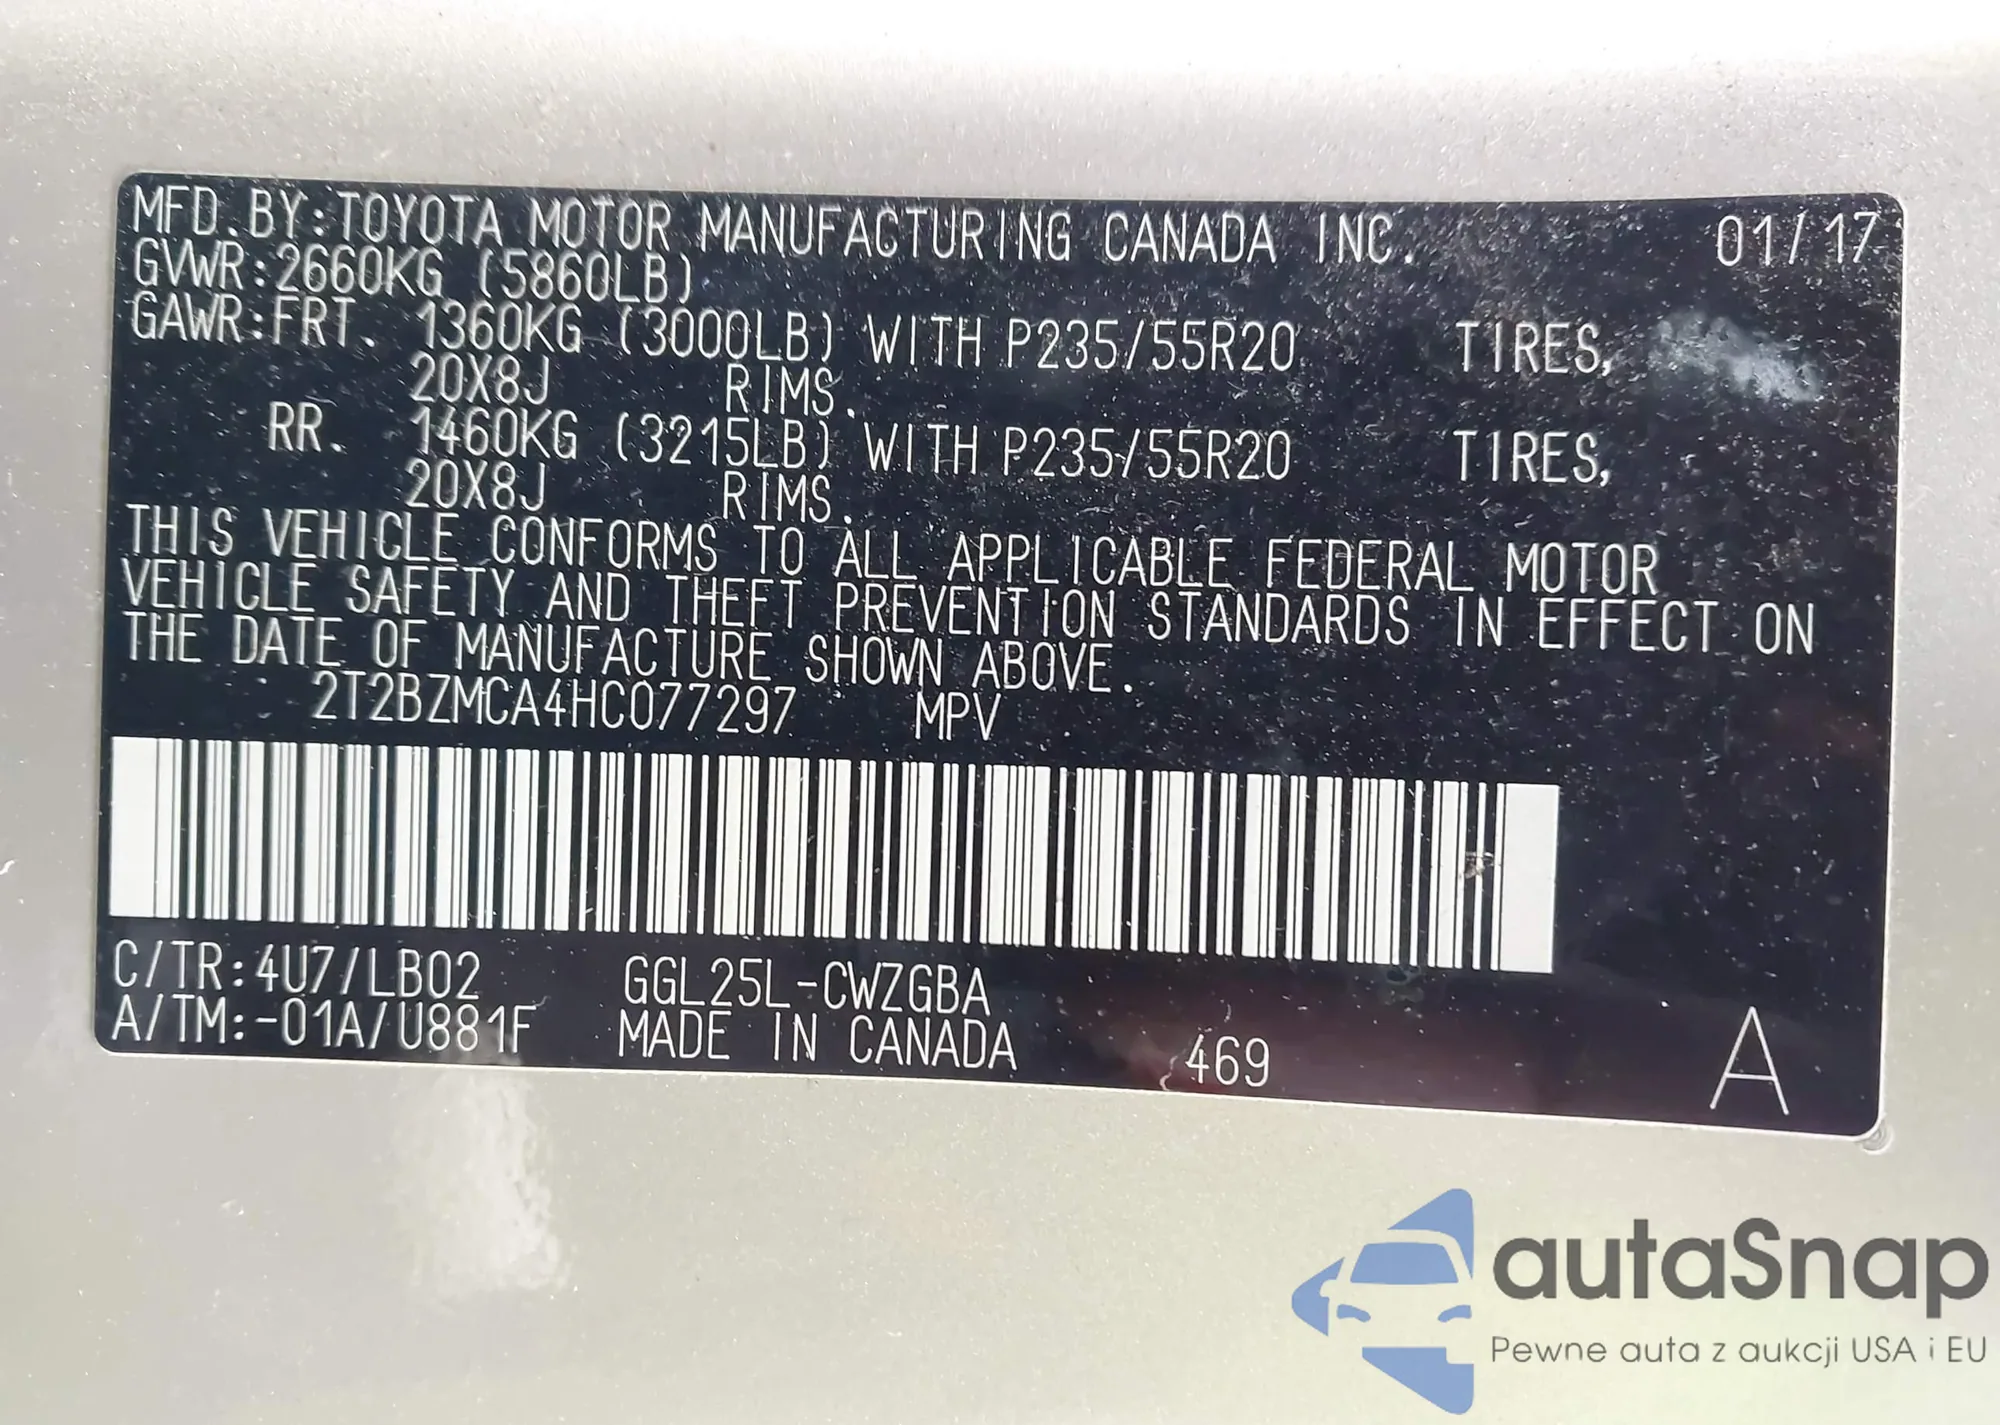 MFD.BY:TOYOTA MOTOR MANUFACTURING CANADA INC. 01/17
GVWR:2660KG (5860LB)
GAWR:FRT. 1360KG (3000LB) WITH P235/55R20 TIRES,
20X8J RIMS.
RR. 1460KG (3215LB) WITH P235/55R20 TIRES,
20X8J RIMS.
THIS VEHICLE CONFORMS TO ALL APPLICABLE FEDERAL MOTOR
VEHICLE SAFETY AND THEFT PREVENTION STANDARDS IN EFFECT ON
THE DATE OF MANUFACTURE SHOWN ABOVE.
2T2BZMCA4HC077297 MPV
C/TR:4U7/LB02 GGL25L-CWZGBA
A/TM:-01A/U881F MADE IN CANADA 469 A
autaSnap
Pewne auta z aukcji USA i EU